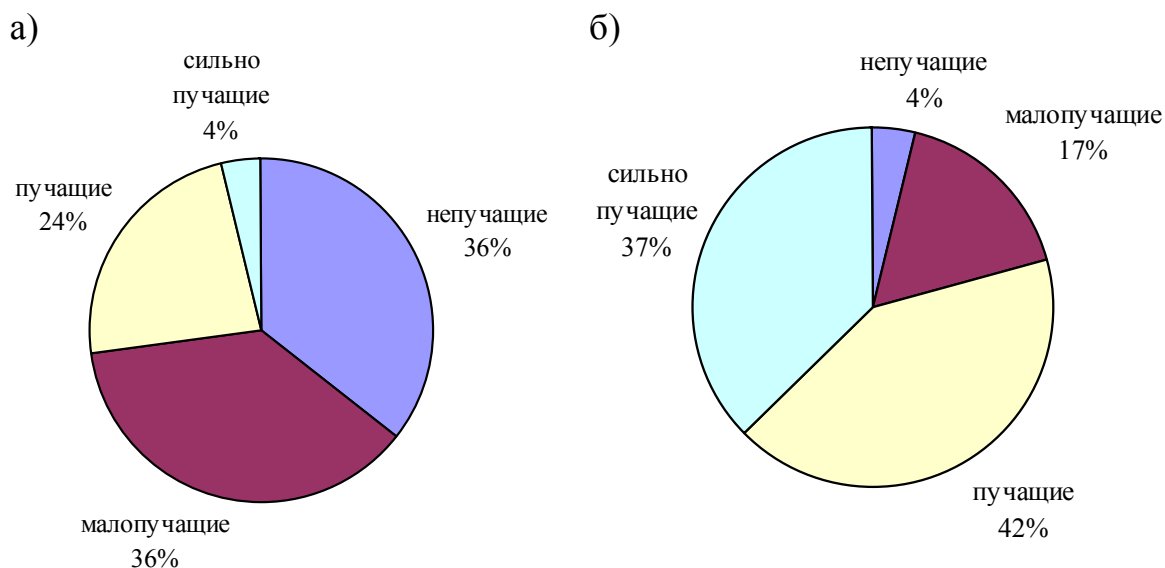 а)
сильно
пучащие
4%
пучащие
24%
непучащие
36%
малопучащие
36%
б)
непучащие
4%
малопучащие
17%
сильно
пучащие
37%
пучащие
42%